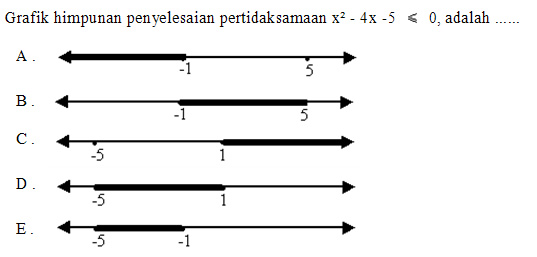 Grafik himpunan penyelesaian pertidaksamaan x² - 4x -5 ⩽ 0, adalah ......
A .
-1 5
B .
-1 5
C .
-5 1
D .
-5 1
E .
-5 -1